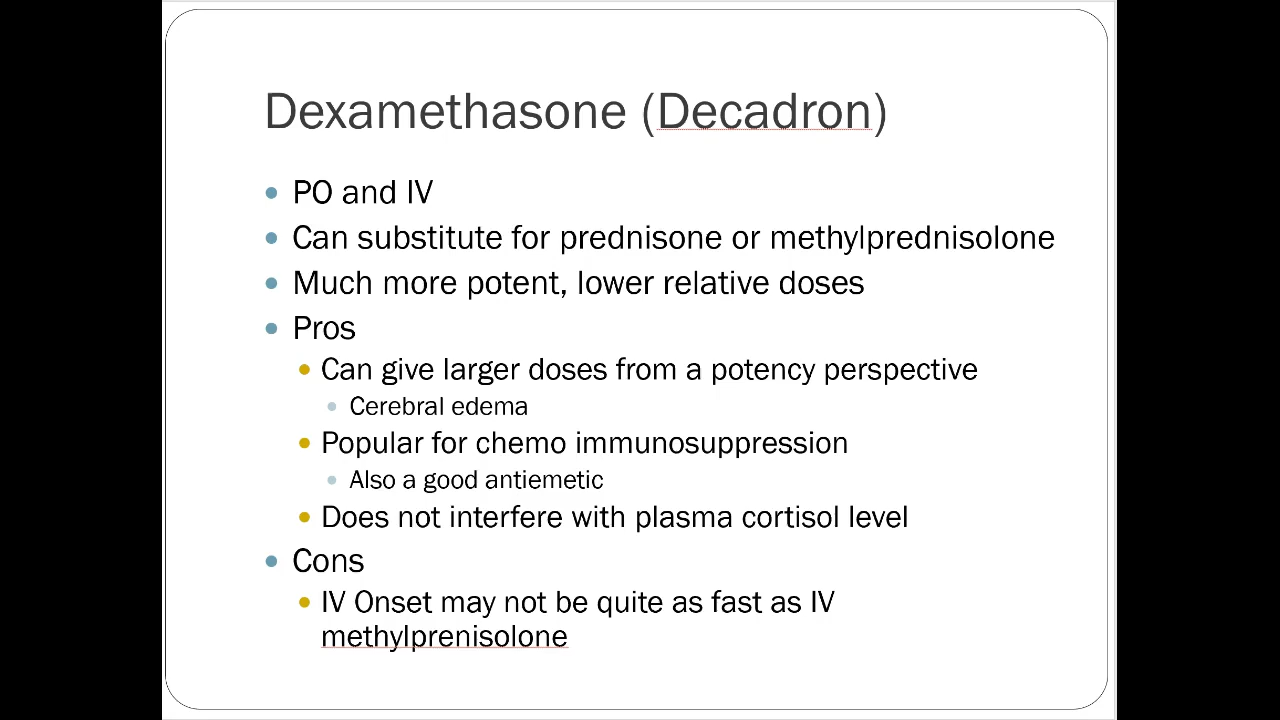 Dexamethasone (Decadron)
PO and IV
Can substitute for prednisone or methylprednisolone
Much more potent, lower relative doses
Pros
Can give larger doses from a potency perspective
Cerebral edema
Popular for chemo immunosuppression
Also a good antiemetic
Does not interfere with plasma cortisol level
Cons
IV Onset may not be quite as fast as IV
methylprenisolone